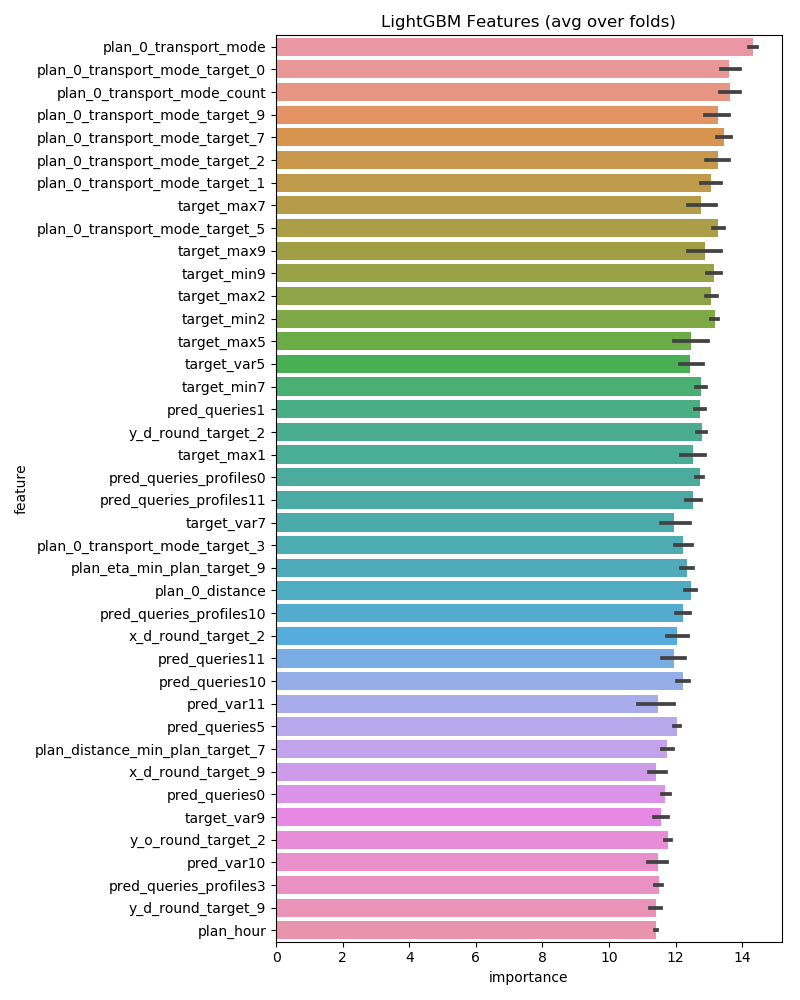 LightGBM Features (avg over folds)
plan_0_transport_mode
plan_0_transport_mode_target_0
plan_0_transport_mode_count
plan_0_transport_mode_target_9
plan_0_transport_mode_target_7
plan_0_transport_mode_target_2
plan_0_transport_mode_target_1
target_max7
plan_0_transport_mode_target_5
target_max9
target_min9
target_max2
target_min2
target_max5
target_var5
target_min7
pred_queries1
y_d_round_target_2
target_max1
pred_queries_profiles0
pred_queries_profiles11
target_var7
plan_0_transport_mode_target_3
plan_eta_min_plan_target_9
plan_0_distance
pred_queries_profiles10
x_d_round_target_2
pred_queries11
pred_queries10
pred_var11
pred_queries5
plan_distance_min_plan_target_7
x_d_round_target_9
pred_queries0
target_var9
y_o_round_target_2
pred_var10
pred_queries_profiles3
y_d_round_target_9
plan_hour
feature
0 2 4 6 8 10 12 14
importance